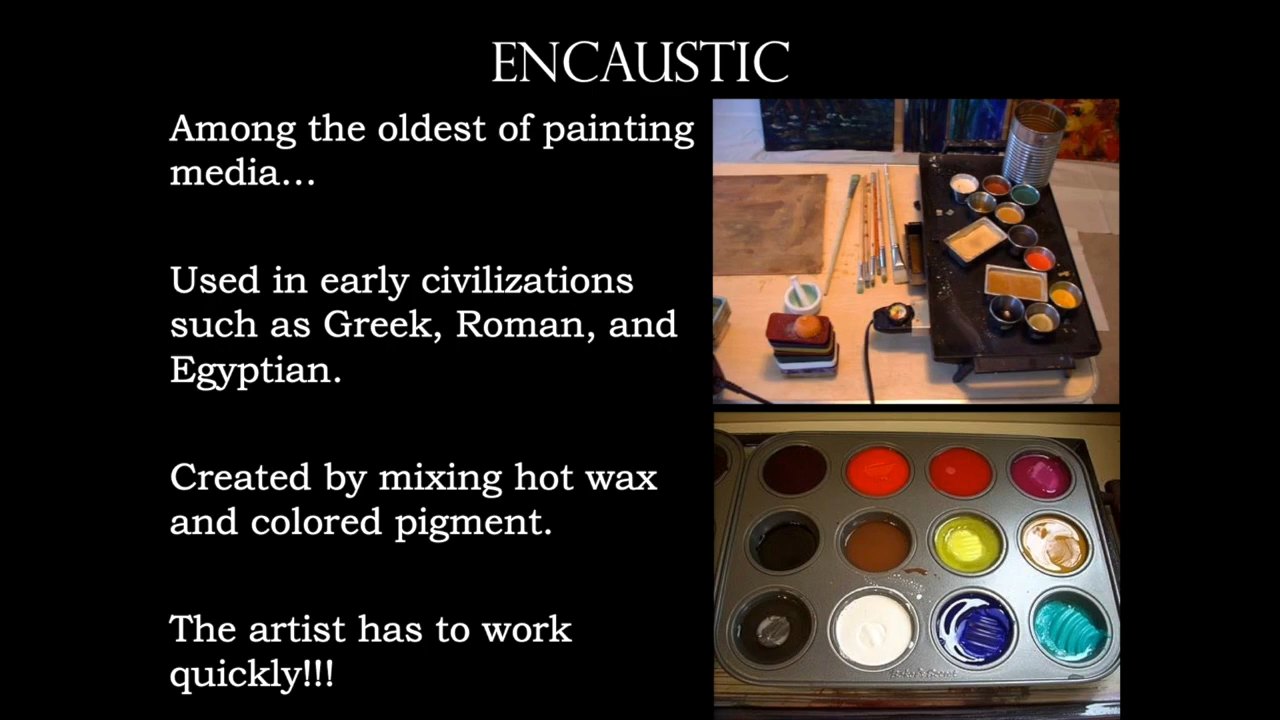 ENCAUSTIC
Among the oldest of painting
media...
Used in early civilizations
such as Greek, Roman, and
Egyptian.
Created by mixing hot wax
and colored pigment.
The artist has to work
quickly!!!